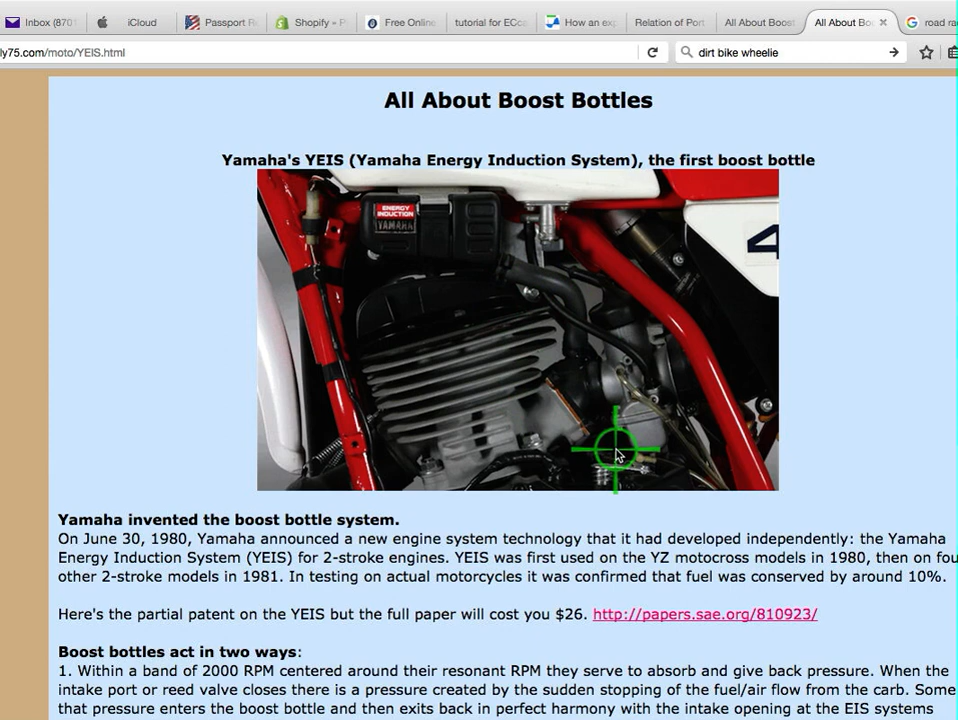 Inbox (870
iCloud
Passport R
Shopify – P
Free Online
tutorial for ECo
How an exp
Relation of Port
All About Boost
All About Bo
road ra
ly75.com/moto/YEIS.html
dirt bike wheelie
All About Boost Bottles
Yamaha's YEIS (Yamaha Energy Induction System), the first boost bottle
ENERGY
INDUCTION
YAMAHA
4
Yamaha invented the boost bottle system.
On June 30, 1980, Yamaha announced a new engine system technology that it had developed independently: the Yamaha
Energy Induction System (YEIS) for 2-stroke engines. YEIS was first used on the YZ motocross models in 1980, then on fou
other 2-stroke models in 1981. In testing on actual motorcycles it was confirmed that fuel was conserved by around 10%.
Here's the partial patent on the YEIS but the full paper will cost you $26. http://papers.sae.org/810923/
Boost bottles act in two ways:
1. Within a band of 2000 RPM centered around their resonant RPM they serve to absorb and give back pressure. When the
intake port or reed valve closes there is a pressure created by the sudden stopping of the fuel/air flow from the carb. Some
that pressure enters the boost bottle and then exits back in perfect harmony with the intake opening at the EIS systems